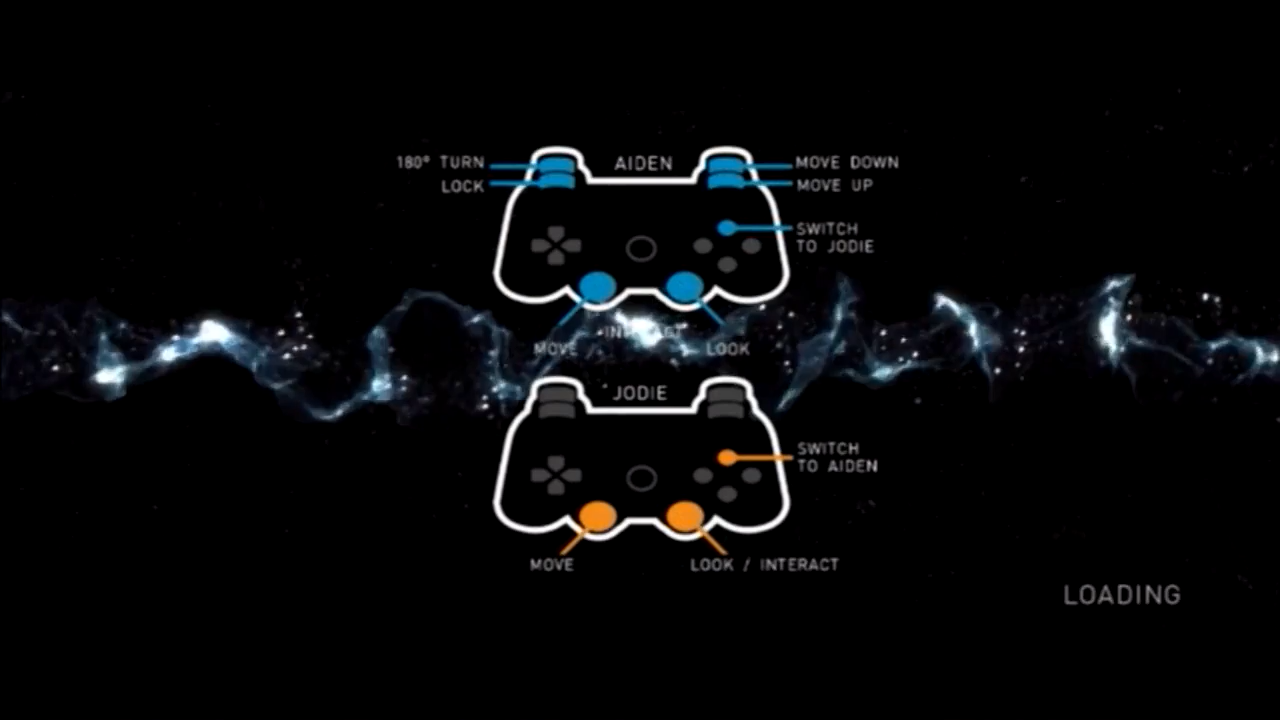 180° TURN
AIDEN
MOVE DOWN
LOCK
MOVE UP
SWITCH
TO JODIE
MOVE
LOOK
JODIE
SWITCH
TO AIDEN
MOVE
LOOK / INTERACT
LOADING